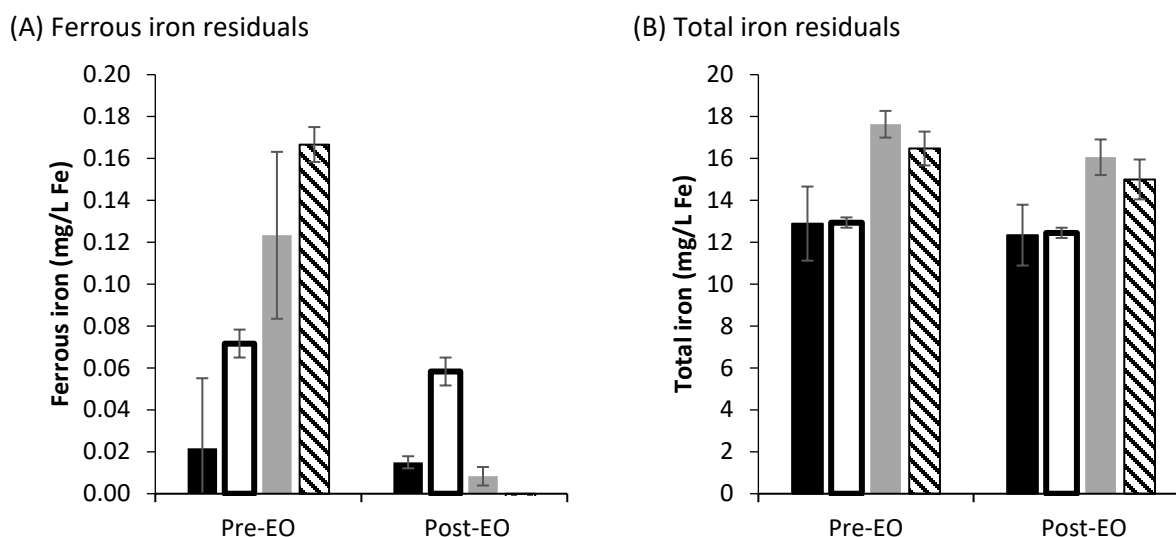 (A) Ferrous iron residuals
Ferrous iron (mg/L Fe)
0.20
0.18
0.16
0.14
0.12
0.10
0.08
0.06
0.04
0.02
0.00
Pre-EO
Post-EO
(B) Total iron residuals
Total iron (mg/L Fe)
20
18
16
14
12
10
8
6
4
2
0
Pre-EO
Post-EO